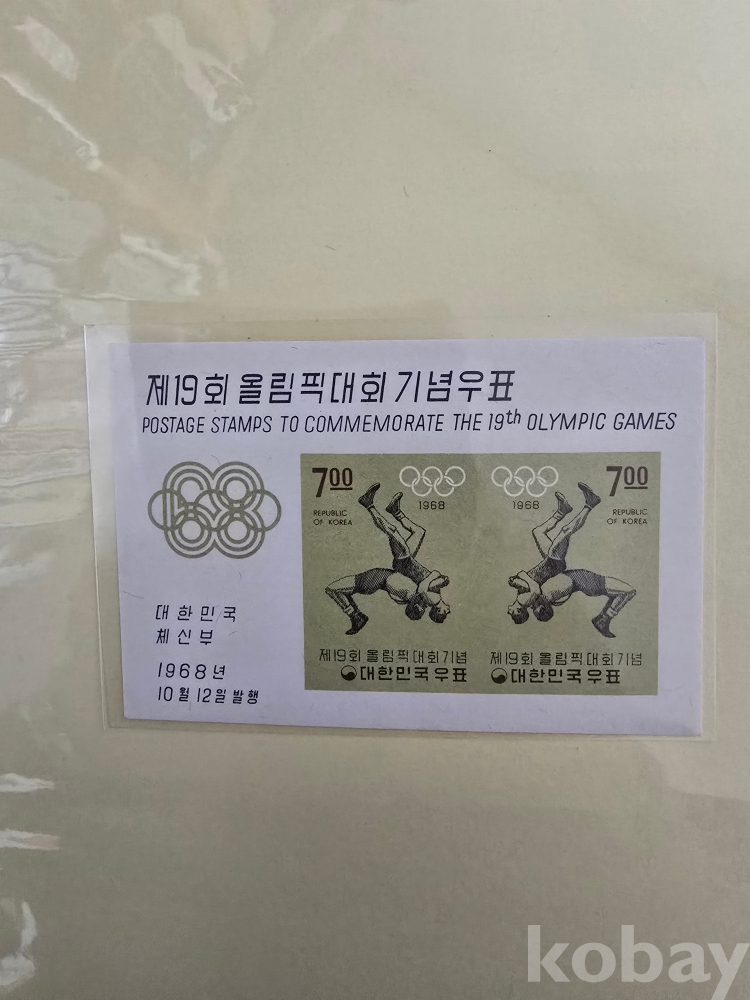 제19회 올림픽대회 기념우표
POSTAGE STAMPS TO COMMEMORATE THE 19th OLYMPIC GAMES
68
대한민국
체신부
1968년
10월 12일 발행
7 00
1968
REPUBLIC
OF KOREA
제19회 올림픽대회기념
대한민국우표
7 00
1968
REPUBLIC
OF KOREA
제19회 올림픽대회기념
대한민국우표
kobay